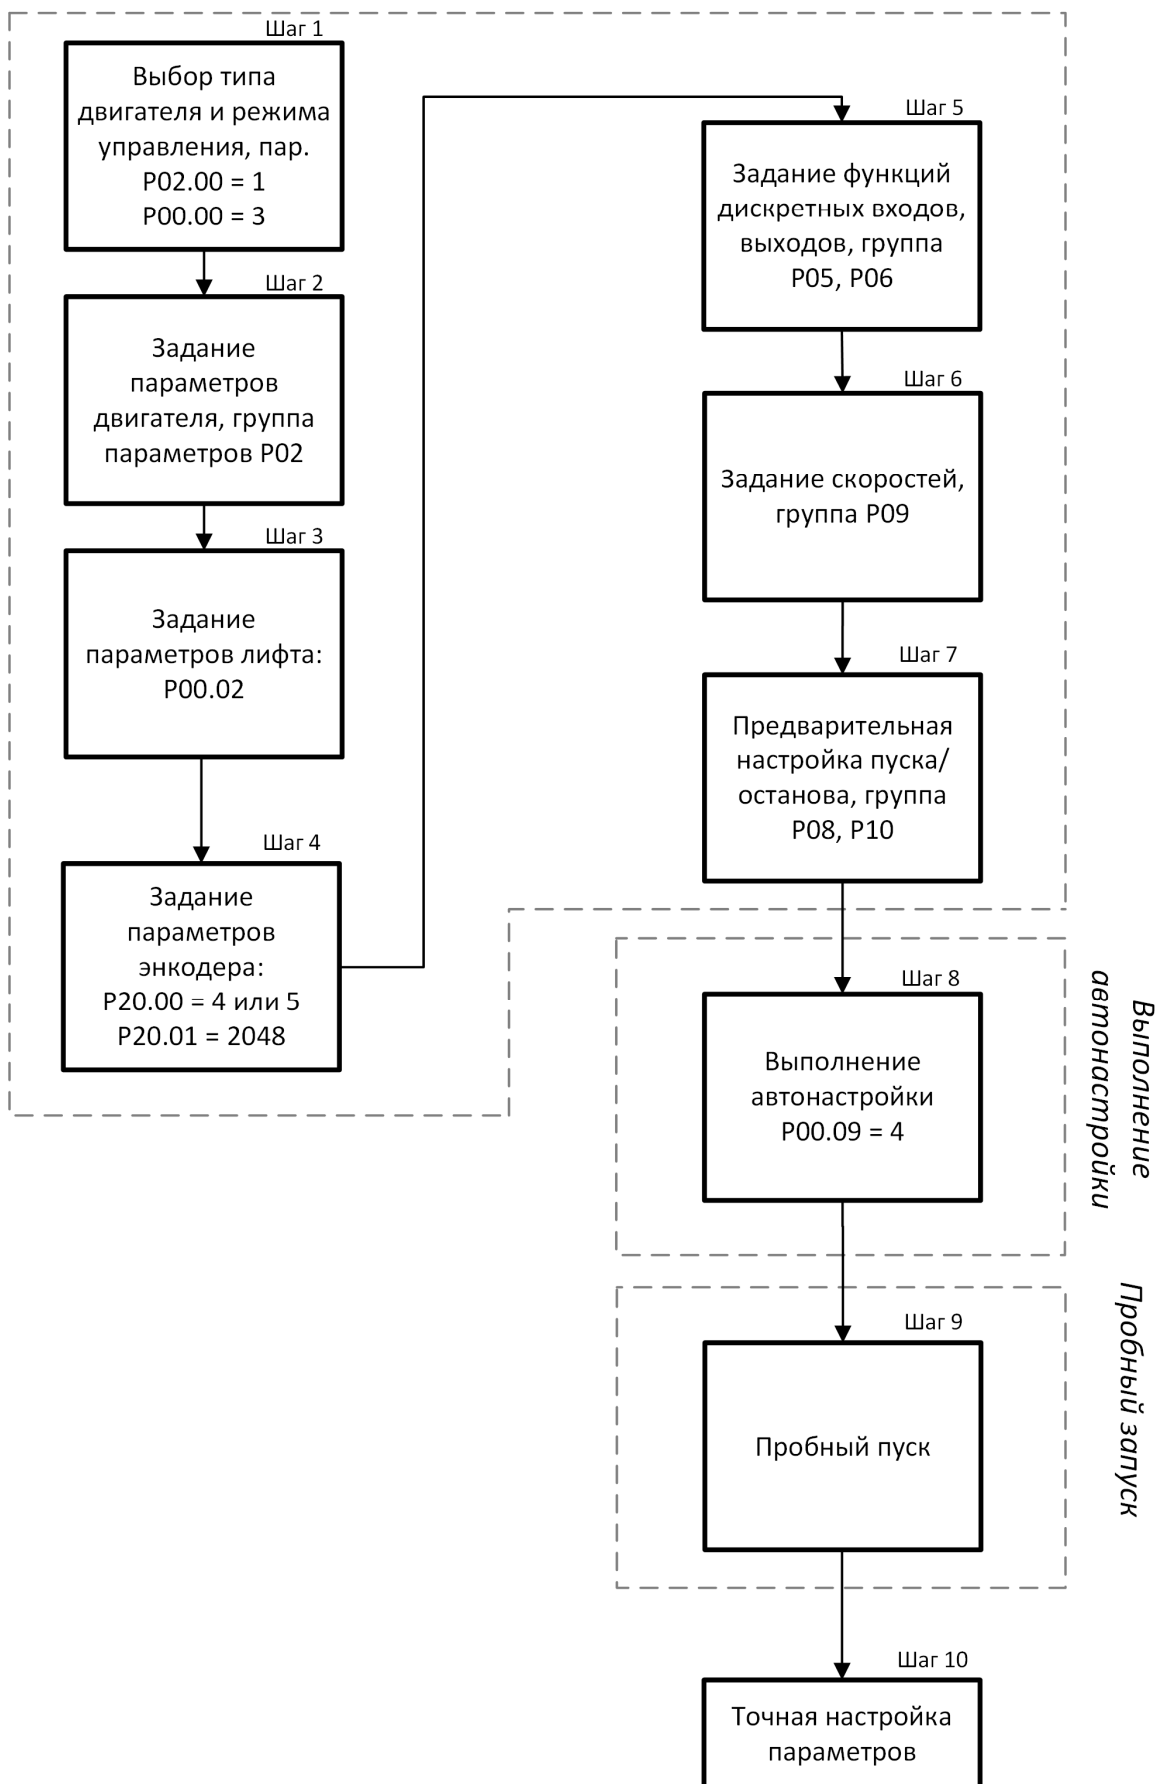 Шаг 1
Выбор типа
двигателя и режима
управления, пар.
P02.00 = 1
P00.00 = 3
Шаг 2
Задание
параметров
двигателя, группа
параметров P02
Шаг 3
Задание
параметров лифта:
P00.02
Шаг 4
Задание
параметров
энкодера:
P20.00 = 4 или 5
P20.01 = 2048
Шаг 5
Задание функций
дискретных входов,
выходов, группа
P05, P06
Шаг 6
Задание скоростей,
группа P09
Шаг 7
Предварительная
настройка пуска/
останова, группа
P08, P10
Шаг 8
Выполнение
автонастройки
P00.09 = 4
Выполнение
автонастройки
Шаг 9
Пробный пуск
Пробный запуск
Шаг 10
Точная настройка
параметров